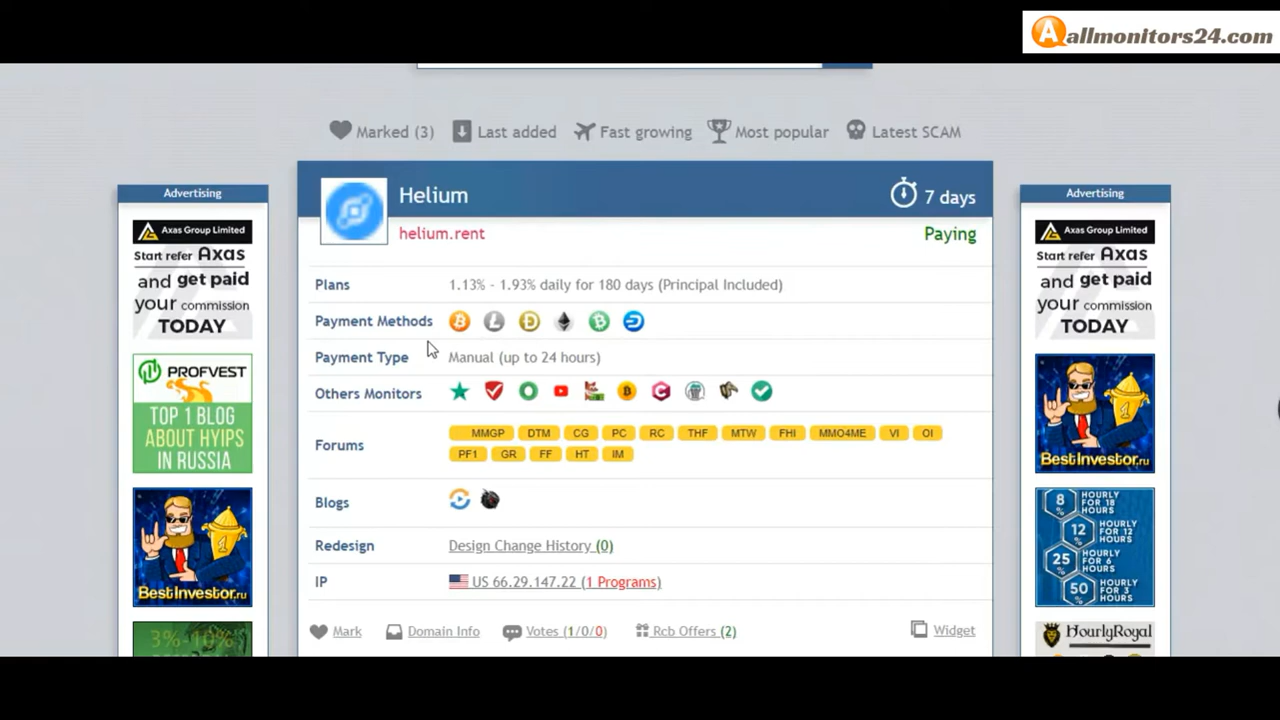 allmonitors24.com
Marked (3) Last added Fast growing Most popular Latest SCAM
Advertising
Axas Group Limited
Start refer Axas
and get paid
your commission
TODAY
PROFVEST
TOP 1 BLOG
ABOUT HYIPS
IN RUSSIA
BestInvestor.ru
3%-10%
Helium
7 days
helium.rent
Paying
Plans 1.13% - 1.93% daily for 180 days (Principal Included)
Payment Methods
Payment Type Manual (up to 24 hours)
Others Monitors
Forums MMGP DTM CG PC RC THF MTW FHI MMO4ME VI OI
PF1 GR FF HT IM
Blogs
Redesign Design Change History (0)
IP US 66.29.147.22 (1 Programs)
Mark Domain Info Votes (1/0/0) Rcb Offers (2) Widget
Advertising
Axas Group Limited
Start refer Axas
and get paid
your commission
TODAY
BestInvestor.ru
8% HOURLY FOR 18 HOURS
12% HOURLY FOR 12 HOURS
25% HOURLY FOR 6 HOURS
50% HOURLY FOR 3 HOURS
HourlyRoyal